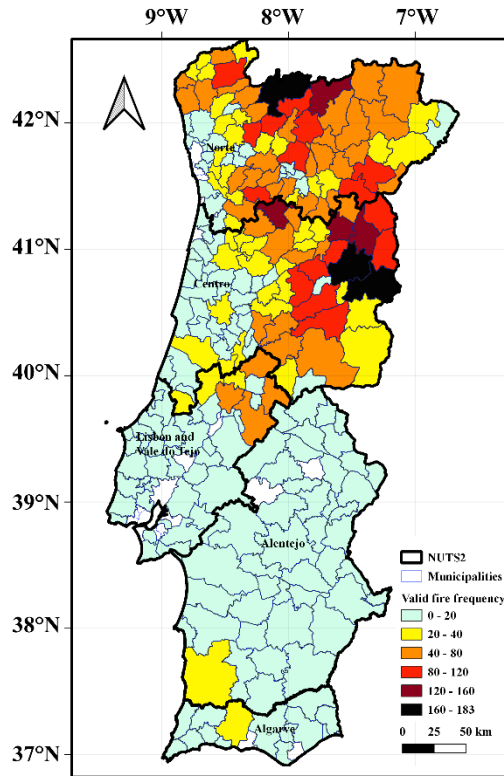 9°W 8°W 7°W
42°N
Norte
41°N
Centro
40°N
Lisbon and
Vale do Tejo
39°N
Alentejo
38°N
Algarve
37°N
NUTS2
Municipalities
Valid fire frequency
0 - 20
20 - 40
40 - 80
80 - 120
120 - 160
160 - 183
0 25 50 km